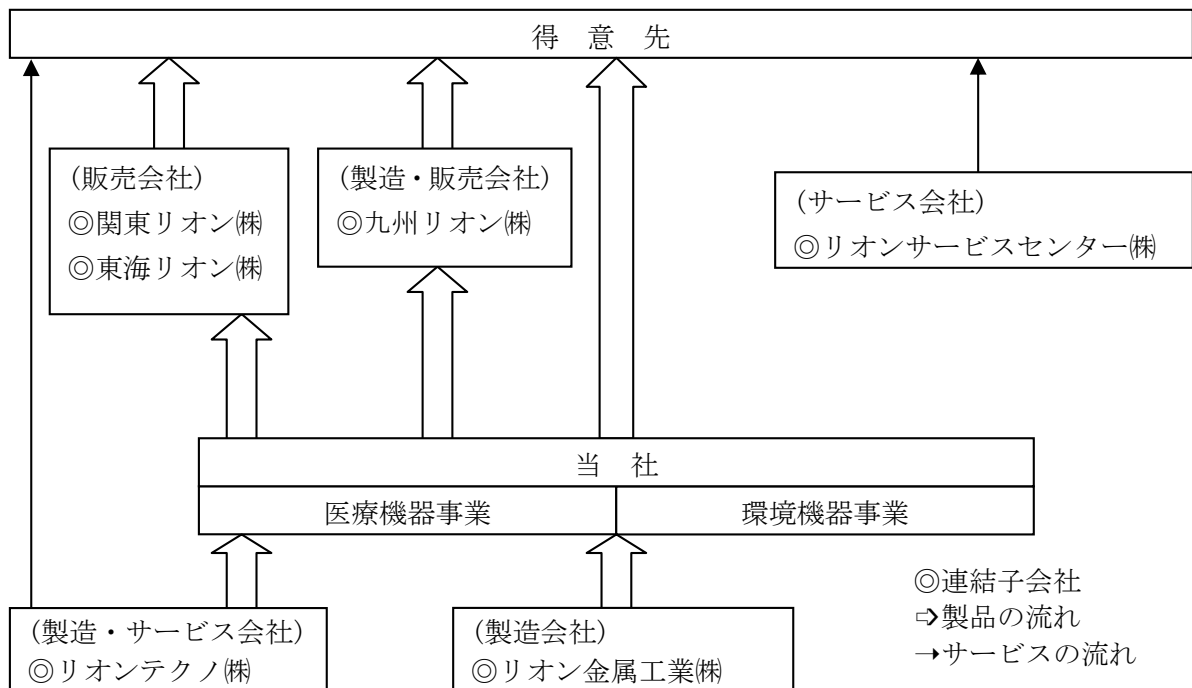 得 意 先
(販売会社)
◎関東リオン㈱
◎東海リオン㈱
(製造・販売会社)
◎九州リオン㈱
(サービス会社)
◎リオンサービスセンター㈱
当 社
医療機器事業
環境機器事業
(製造・サービス会社)
◎リオンテクノ㈱
(製造会社)
◎リオン金属工業㈱
◎連結子会社
⇨製品の流れ
→サービスの流れ